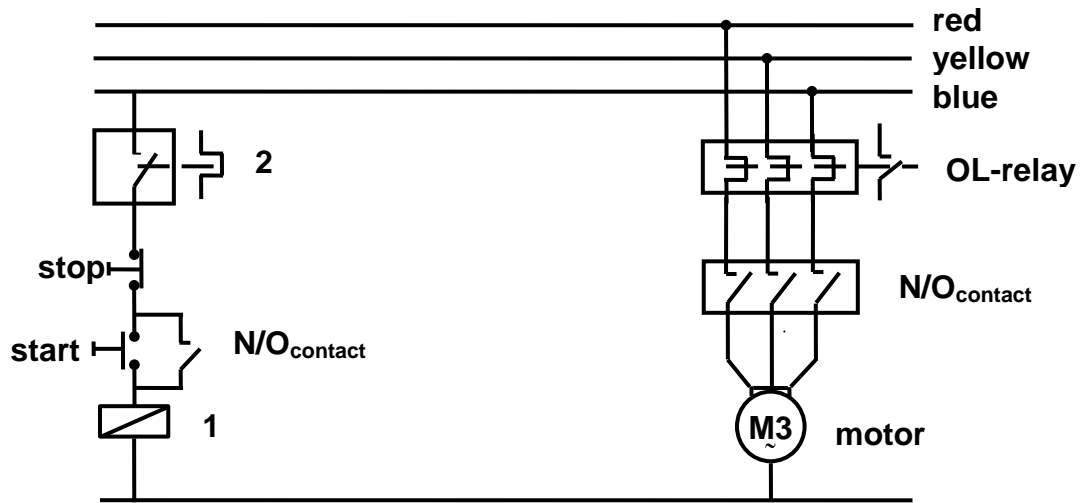 red
yellow
blue
2
OL-relay
stop
N/Ocontact
start
N/Ocontact
1
M3
~
motor